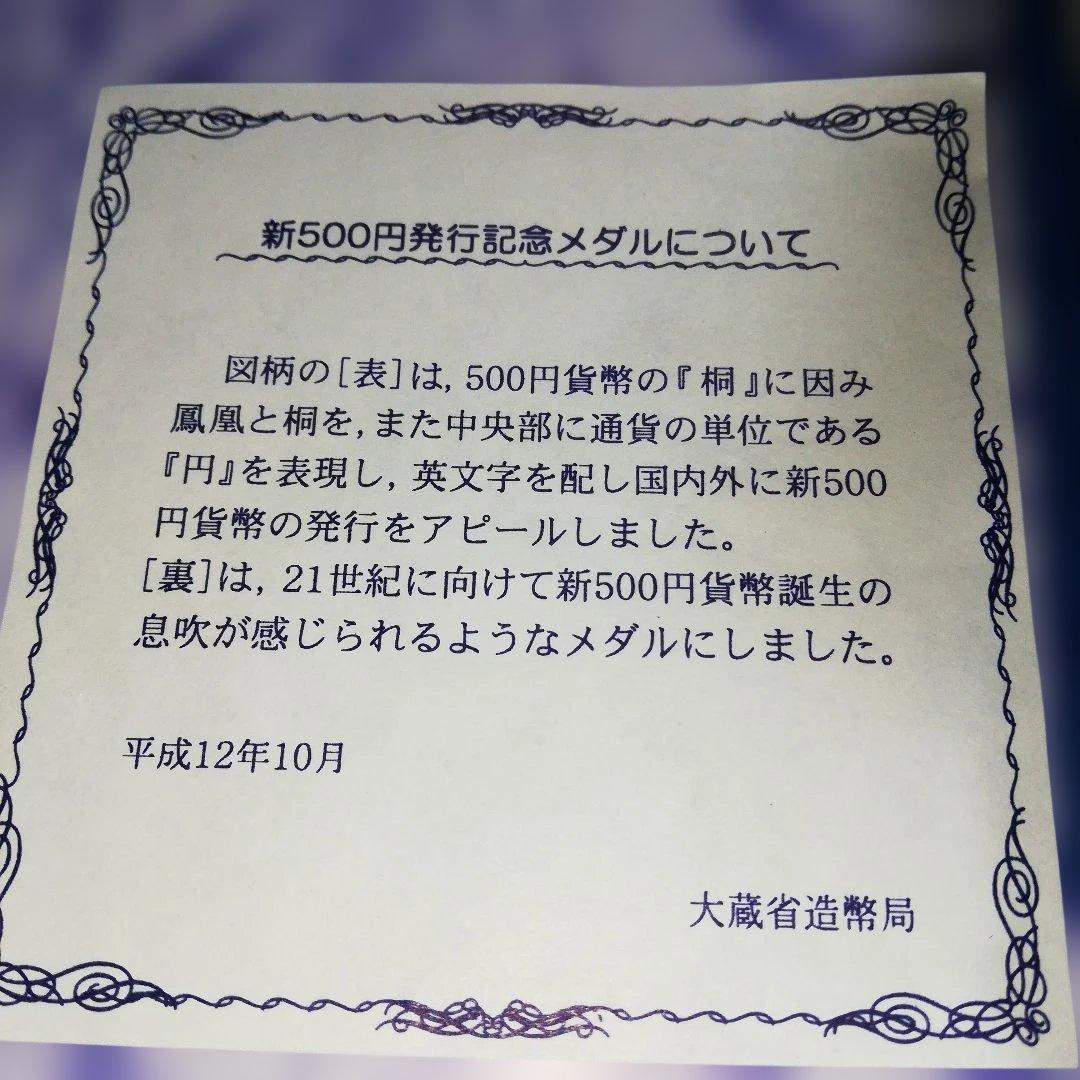 新500円発行記念メダルについて
図柄の[表]は,500円貨幣の『桐』に因み
鳳凰と桐を,また中央部に通貨の単位である
『円』を表現し,英文字を配し国内外に新500
円貨幣の発行をアピールしました。
[裏]は,21世紀に向けて新500円貨幣誕生の
息吹が感じられるようなメダルにしました。
平成12年10月
大蔵省造幣局